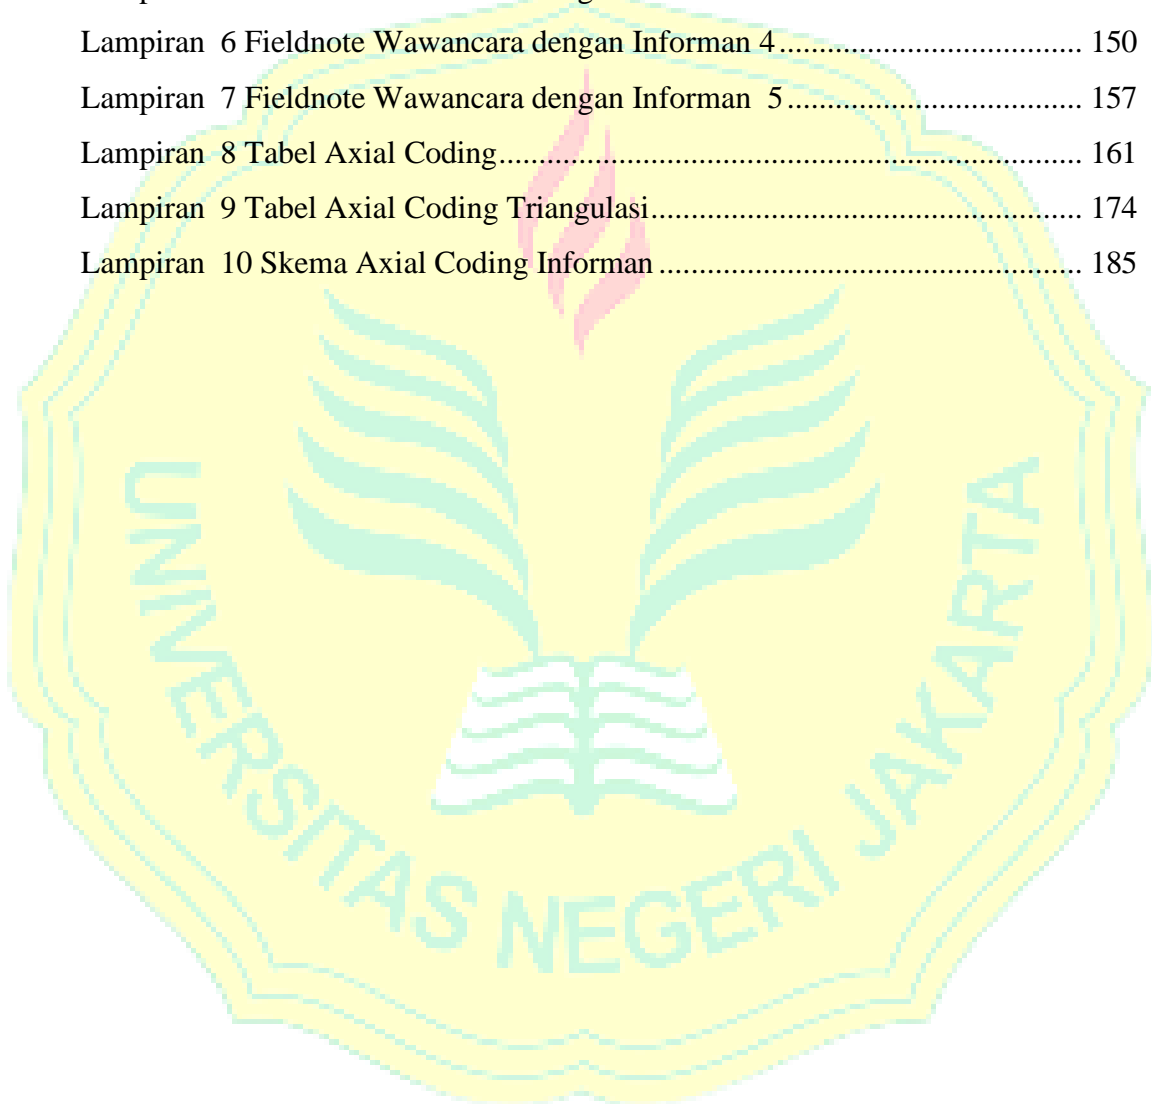 Lampiran 6 Fieldnote Wawancara dengan Informan 4...................................... 150
Lampiran 7 Fieldnote Wawancara dengan Informan 5..................................... 157
Lampiran 8 Tabel Axial Coding......................................................................... 161
Lampiran 9 Tabel Axial Coding Triangulasi...................................................... 174
Lampiran 10 Skema Axial Coding Informan ..................................................... 185
UNIVERSITAS NEGERI JAKARTA